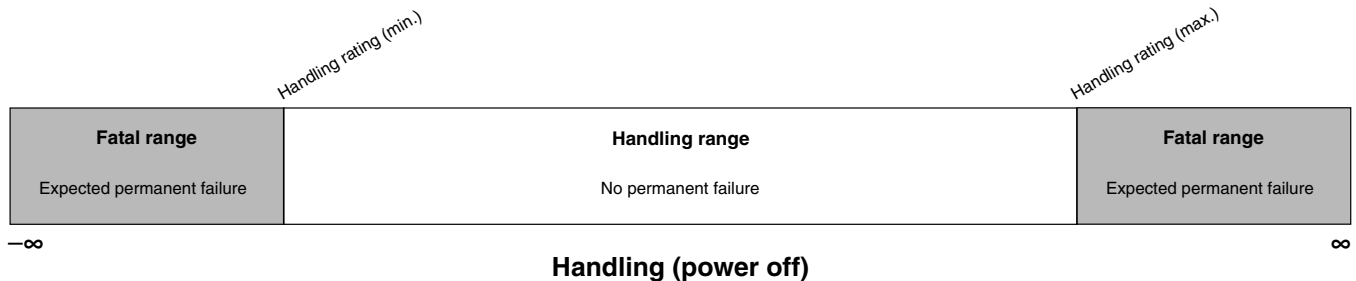 Handling rating (min.)
Handling rating (max.)
Fatal range
Handling range
Fatal range
Expected permanent failure
No permanent failure
Expected permanent failure
–∞
∞
Handling (power off)